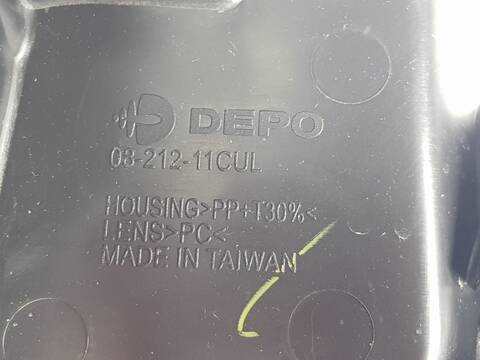 DEPO
08-212-11CUL
HOUSING>PP+T30%<
LENS>PC<
MADE IN TAIWAN